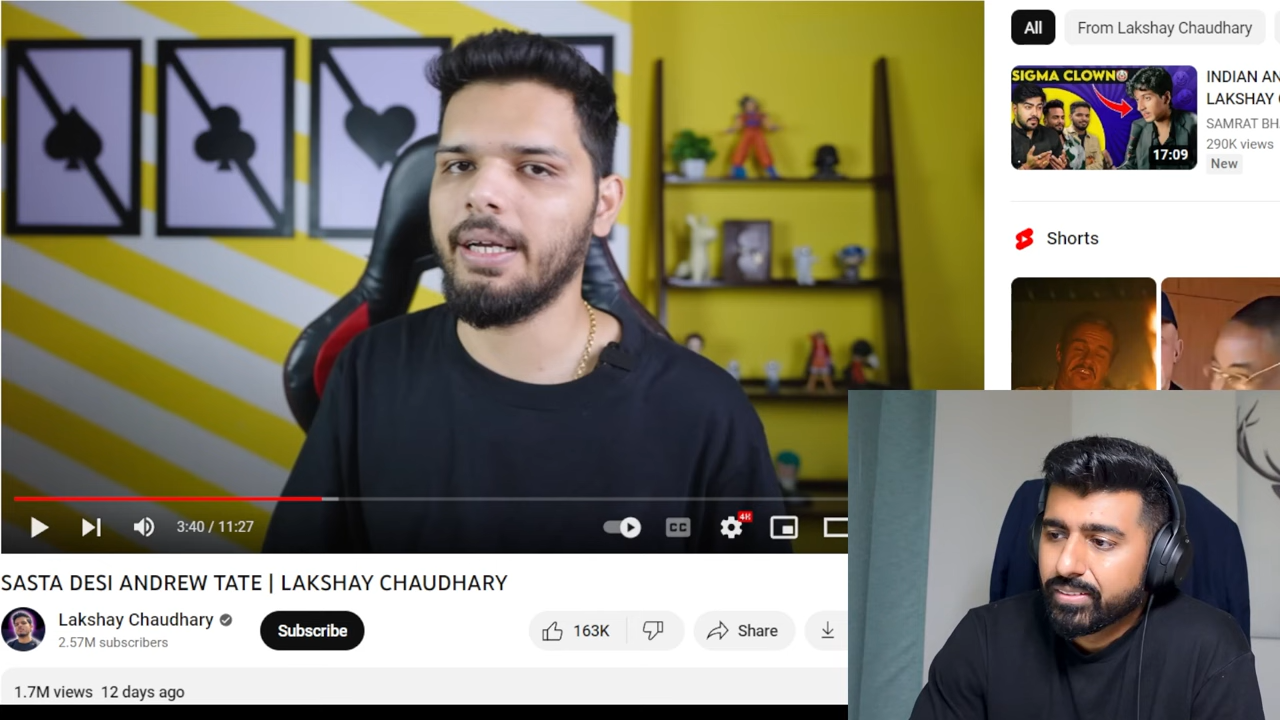 All
From Lakshay Chaudhary
SIGMA CLOWN
17:09
INDIAN AN
LAKSHAY
SAMRAT BH
290K views
New
Shorts
3:40 / 11:27
CC
4K
SASTA DESI ANDREW TATE | LAKSHAY CHAUDHARY
Lakshay Chaudhary
2.57M subscribers
Subscribe
163K
Share
1.7M views 12 days ago